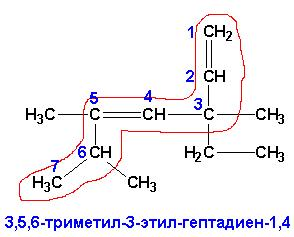 1 CH2
2 CH
H3C 5 4 CH 3 CH3
6 CH H2C CH3
7 H3C CH3
3,5,6-триметил-3-этил-гептадиен-1,4